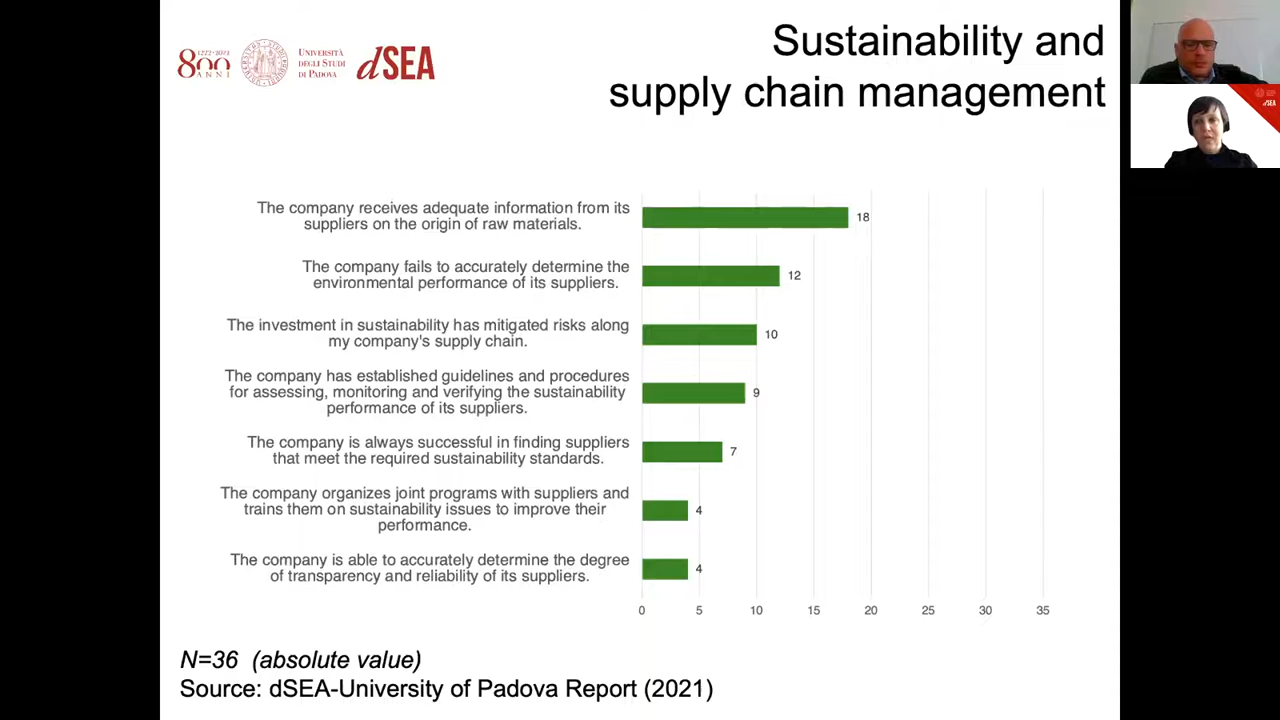 Sustainability and
supply chain management
1222·2022
800
ANNI
UNIVERSITÀ
DEGLI STUDI
DI PADOVA
dSEA
dSEA
The company receives adequate information from its
suppliers on the origin of raw materials.
18
The company fails to accurately determine the
environmental performance of its suppliers.
12
The investment in sustainability has mitigated risks along
my company's supply chain.
10
The company has established guidelines and procedures
for assessing, monitoring and verifying the sustainability
performance of its suppliers.
9
The company is always successful in finding suppliers
that meet the required sustainability standards.
7
The company organizes joint programs with suppliers and
trains them on sustainability issues to improve their
performance.
4
The company is able to accurately determine the degree
of transparency and reliability of its suppliers.
4
0 5 10 15 20 25 30 35
N=36 (absolute value)
Source: dSEA-University of Padova Report (2021)